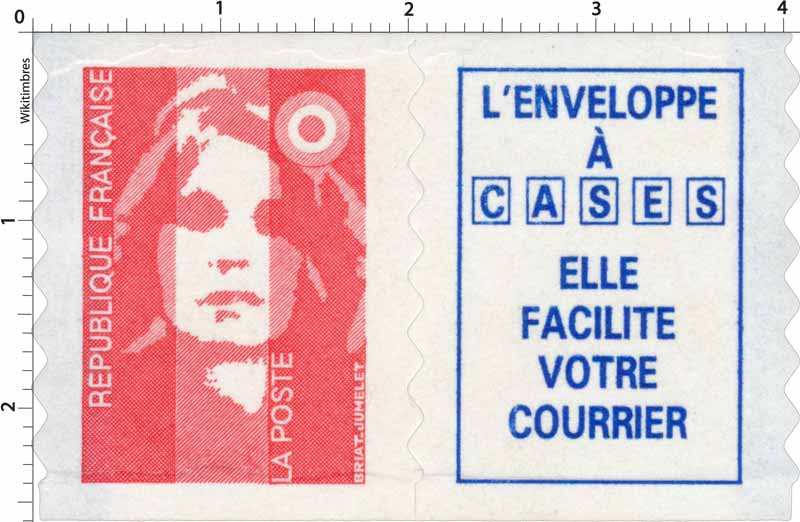 0 1 2 3 4
Wikitimbres
1
2
REPUBLIQUE FRANÇAISE
LA POSTE
BRIAT.JUMELET
L'ENVELOPPE
À
CASES
ELLE
FACILITE
VOTRE
COURRIER